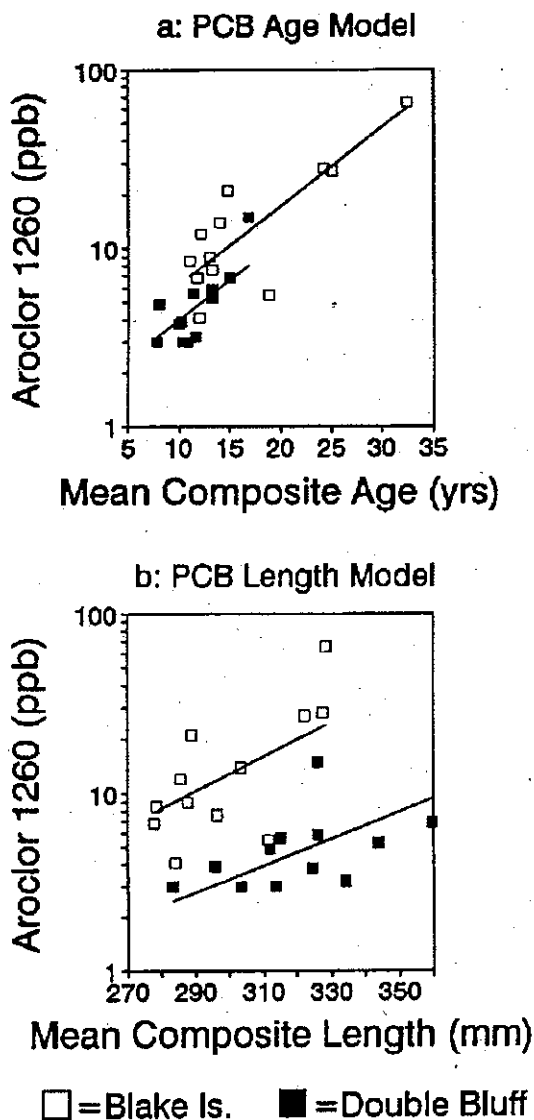 a: PCB Age Model
100
10
1
Aroclor 1260 (ppb)
5 10 15 20 25 30 35
Mean Composite Age (yrs)
b: PCB Length Model
100
10
1
Aroclor 1260 (ppb)
270 290 310 330 350
Mean Composite Length (mm)
=Blake Is. =Double Bluff